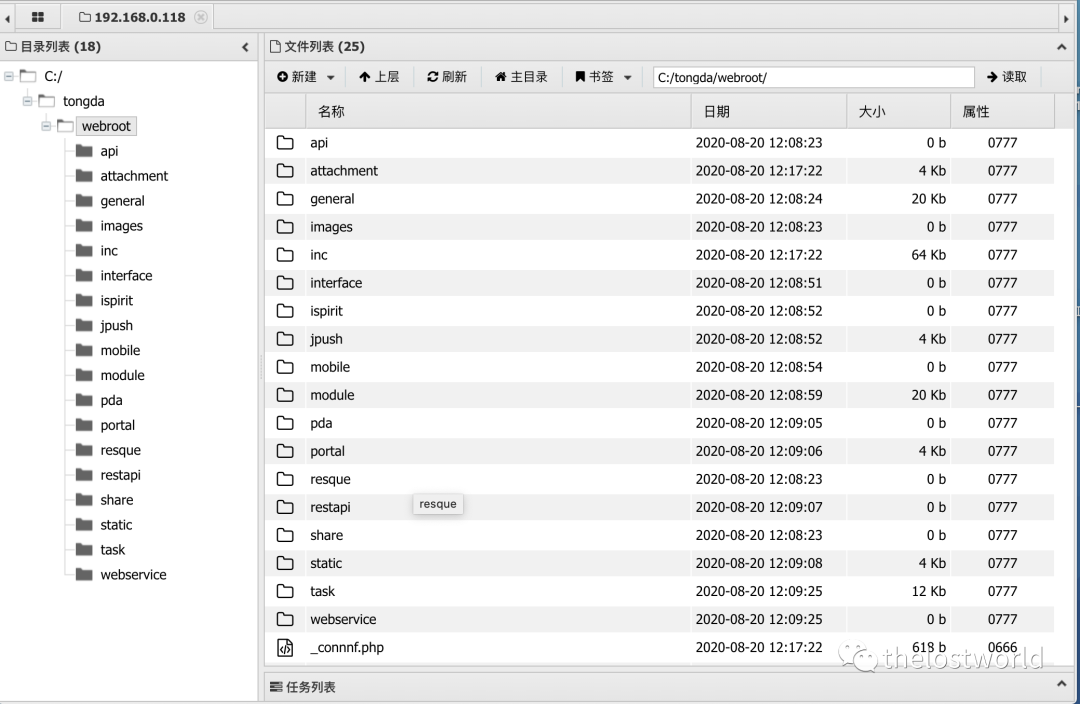 192.168.0.118
目录列表 (18)
C:/
tongda
webroot
api
attachment
general
images
inc
interface
ispirit
jpush
mobile
module
pda
portal
resque
restapi
share
static
task
webservice
文件列表 (25)
新建 上层 刷新 主目录 书签 C:/tongda/webroot/ 读取
名称 日期 大小 属性
api 2020-08-20 12:08:23 0 b 0777
attachment 2020-08-20 12:17:22 4 Kb 0777
general 2020-08-20 12:08:24 20 Kb 0777
images 2020-08-20 12:08:23 0 b 0777
inc 2020-08-20 12:17:22 64 Kb 0777
interface 2020-08-20 12:08:51 0 b 0777
ispirit 2020-08-20 12:08:52 0 b 0777
jpush 2020-08-20 12:08:52 4 Kb 0777
mobile 2020-08-20 12:08:54 0 b 0777
module 2020-08-20 12:08:59 20 Kb 0777
pda 2020-08-20 12:09:05 0 b 0777
portal 2020-08-20 12:09:06 4 Kb 0777
resque 2020-08-20 12:08:23 0 b 0777
resque
restapi 2020-08-20 12:09:07 0 b 0777
share 2020-08-20 12:08:23 0 b 0777
static 2020-08-20 12:09:08 4 Kb 0777
task 2020-08-20 12:09:25 12 Kb 0777
webservice 2020-08-20 12:09:25 0 b 0777
_connnf.php 2020-08-20 12:17:22 618 b 0666
thelostworld
任务列表